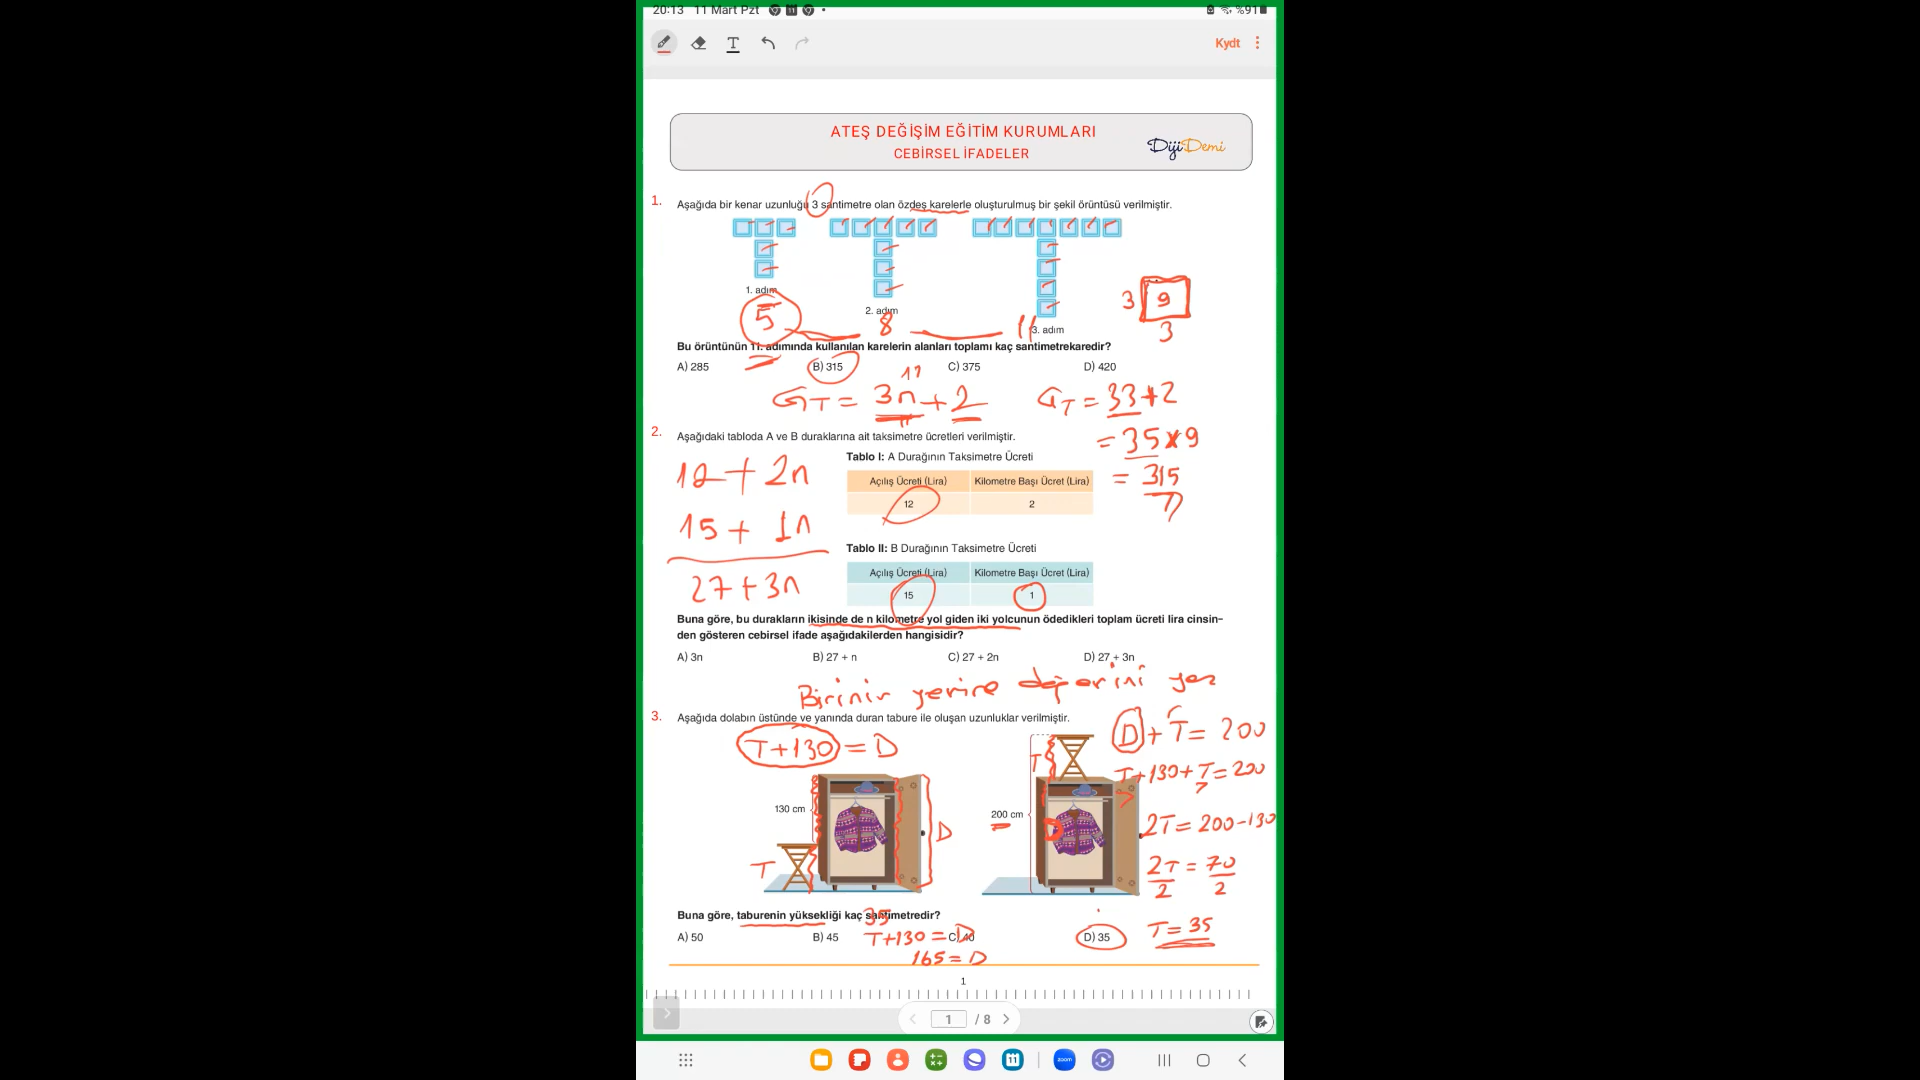 20:13 11 Mart Pzt
%91
Kydt
ATEŞ DEĞİŞİM EĞİTİM KURUMLARI
CEBİRSEL İFADELER
DijiDemi
1. Aşağıda bir kenar uzunluğu 3 santimetre olan özdeş karelerle oluşturulmuş bir şekil örüntüsü verilmiştir.
1. adım
2. adım
3. adım
5
8
11
3
9
3
Bu örüntünün 11. adımında kullanılan karelerin alanları toplamı kaç santimetrekaredir?
A) 285 B) 315 C) 375 D) 420
11
GT = 3n + 2
GT = 33+2
= 35×9
= 315
2. Aşağıdaki tabloda A ve B duraklarına ait taksimetre ücretleri verilmiştir.
12 + 2n
15 + 1n
27 + 3n
Tablo I: A Durağının Taksimetre Ücreti
Açılış Ücreti (Lira) Kilometre Başı Ücret (Lira)
12 2
Tablo II: B Durağının Taksimetre Ücreti
Açılış Ücreti (Lira) Kilometre Başı Ücret (Lira)
15 1
Buna göre, bu durakların ikisinde de n kilometre yol giden iki yolcunun ödedikleri toplam ücreti lira cinsin-
den gösteren cebirsel ifade aşağıdakilerden hangisidir?
A) 3n B) 27 + n C) 27 + 2n D) 27 + 3n
Birinin yerine değerini yaz
3. Aşağıda dolabın üstünde ve yanında duran tabure ile oluşan uzunluklar verilmiştir.
T+130 = D
130 cm
T
D
200 cm
T
D
D + T = 200
T+130+T=200
2T=200-130
2T = 70
2 2
T = 35
Buna göre, taburenin yüksekliği kaç santimetredir?
A) 50 B) 45 C) 40 D) 35
35
T+130 = D
165 = D
1
1 / 8
11
zoom